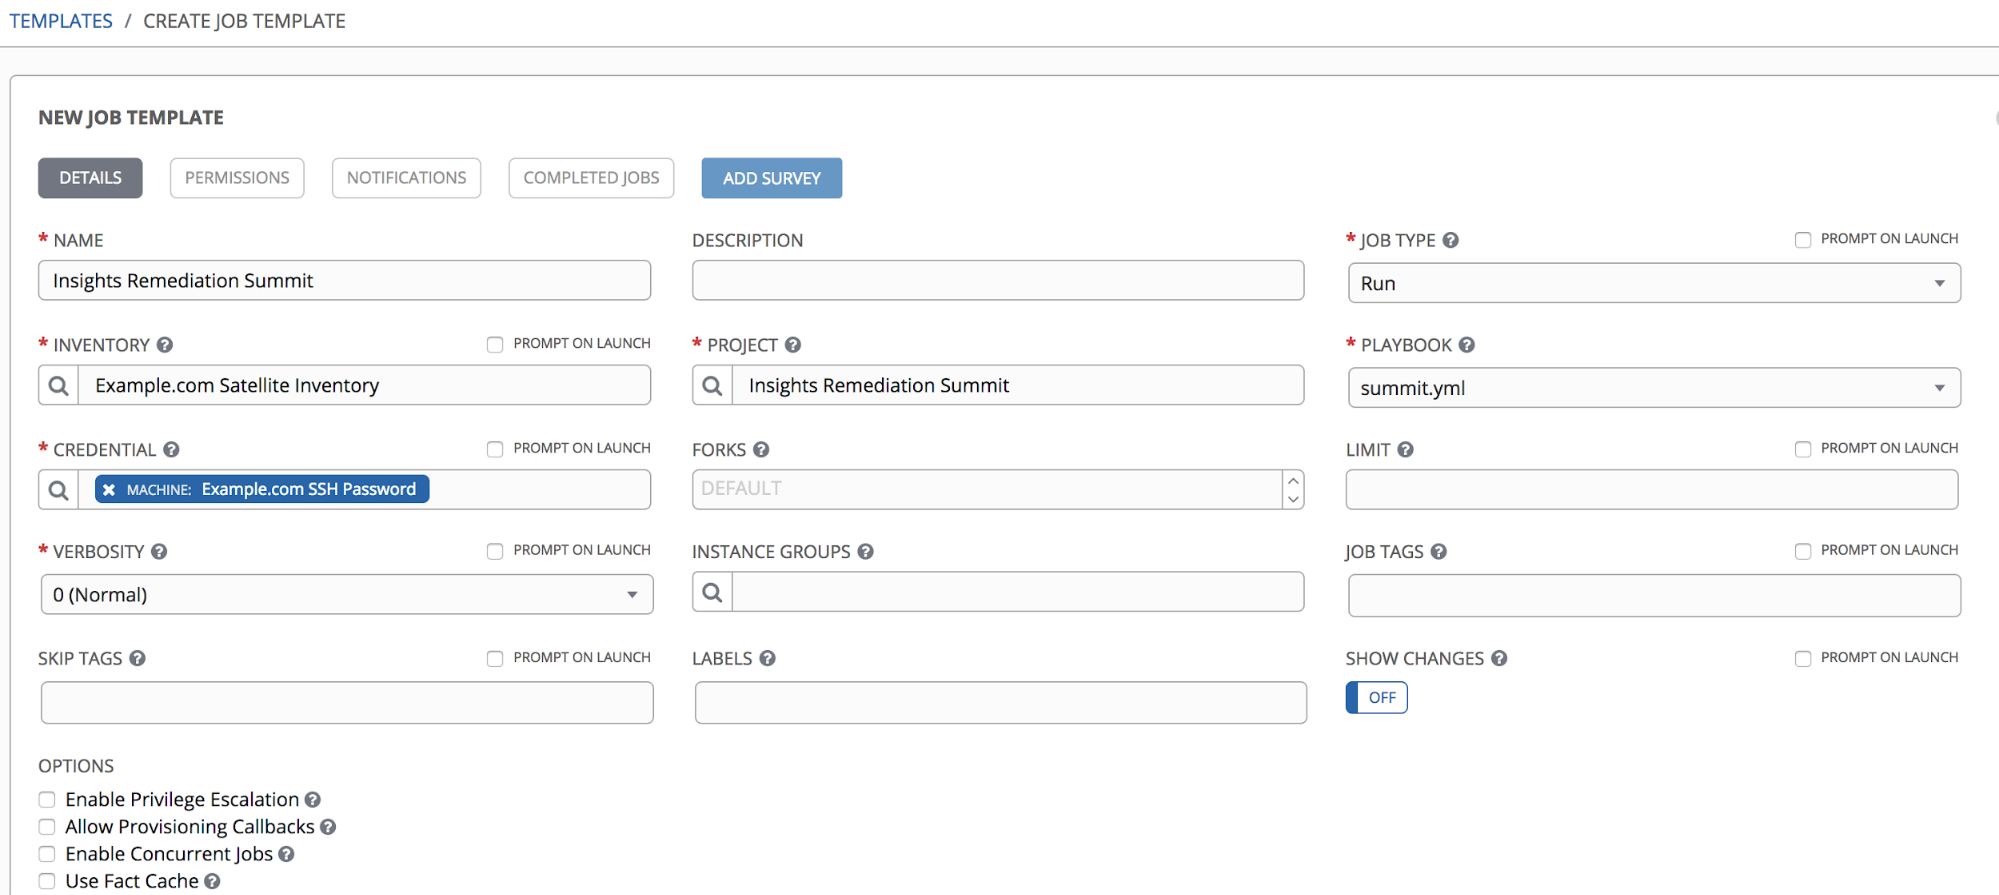 TEMPLATES / CREATE JOB TEMPLATE
NEW JOB TEMPLATE
DETAILS PERMISSIONS NOTIFICATIONS COMPLETED JOBS ADD SURVEY
* NAME DESCRIPTION * JOB TYPE ? PROMPT ON LAUNCH
Insights Remediation Summit Run
* INVENTORY ? PROMPT ON LAUNCH * PROJECT ? * PLAYBOOK ?
Example.com Satellite Inventory Insights Remediation Summit summit.yml
* CREDENTIAL ? PROMPT ON LAUNCH FORKS ? LIMIT ? PROMPT ON LAUNCH
MACHINE: Example.com SSH Password DEFAULT
* VERBOSITY ? PROMPT ON LAUNCH INSTANCE GROUPS ? JOB TAGS ? PROMPT ON LAUNCH
0 (Normal)
SKIP TAGS ? PROMPT ON LAUNCH LABELS ? SHOW CHANGES ? PROMPT ON LAUNCH
OFF
OPTIONS
Enable Privilege Escalation ?
Allow Provisioning Callbacks ?
Enable Concurrent Jobs ?
Use Fact Cache ?